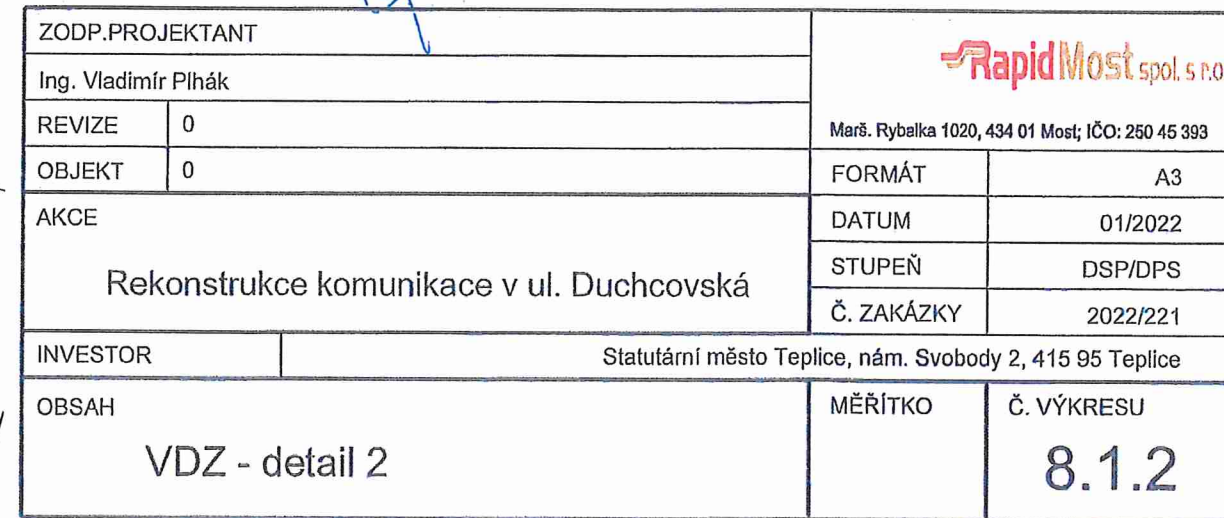 ZODP.PROJEKTANT
Ing. Vladimír Plhák
REVIZE 0
OBJEKT 0
RapidMost spol. s r.o
Marš. Rybalka 1020, 434 01 Most; IČO: 250 45 393
FORMÁT A3
DATUM 01/2022
STUPEŇ DSP/DPS
Č. ZAKÁZKY 2022/221
AKCE
Rekonstrukce komunikace v ul. Duchcovská
INVESTOR Statutární město Teplice, nám. Svobody 2, 415 95 Teplice
OBSAH
VDZ - detail 2
MĚŘÍTKO
Č. VÝKRESU
8.1.2